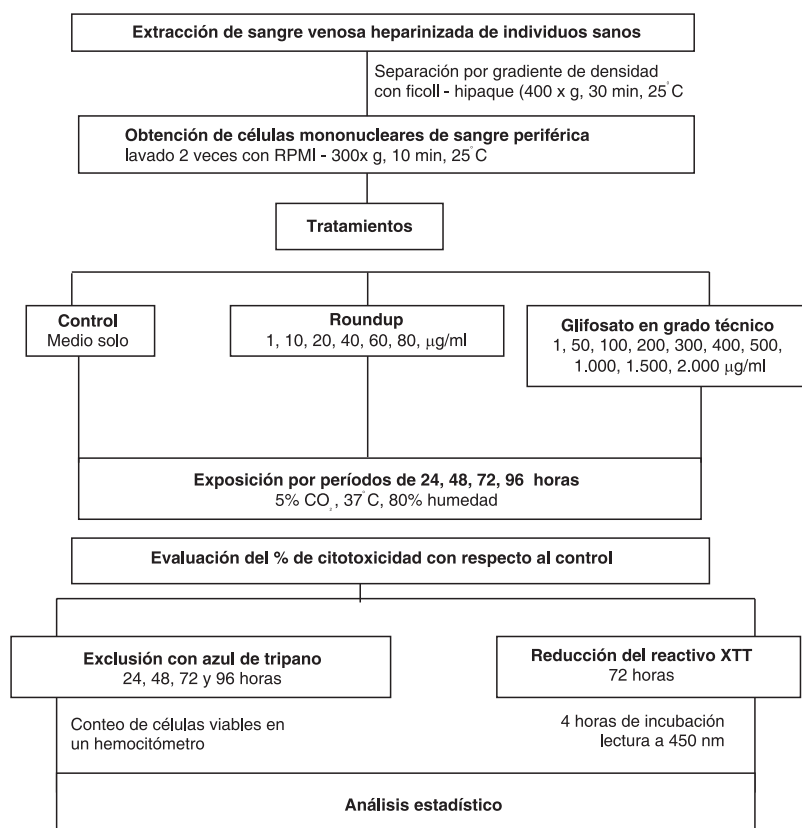 Extracción de sangre venosa heparinizada de individuos sanos
Separación por gradiente de densidad
con ficoll - hipaque (400 x g, 30 min, 25°C
Obtención de células mononucleares de sangre periférica
lavado 2 veces con RPMI - 300x g, 10 min, 25°C
Tratamientos
Control
Medio solo
Roundup
1, 10, 20, 40, 60, 80, µg/ml
Glifosato en grado técnico
1, 50, 100, 200, 300, 400, 500,
1.000, 1.500, 2.000 µg/ml
Exposición por períodos de 24, 48, 72, 96 horas
5% CO₂, 37°C, 80% humedad
Evaluación del % de citotoxicidad con respecto al control
Exclusión con azul de tripano
24, 48, 72 y 96 horas
Reducción del reactivo XTT
72 horas
Conteo de células viables en
un hemocitómetro
4 horas de incubación
lectura a 450 nm
Análisis estadístico